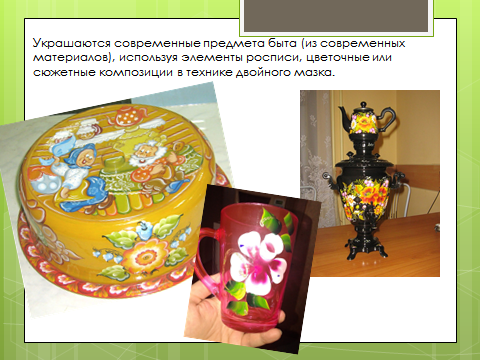 Украшаются современные предмета быта (из современных
материалов), используя элементы росписи, цветочные или
сюжетные композиции в технике двойного мазка.